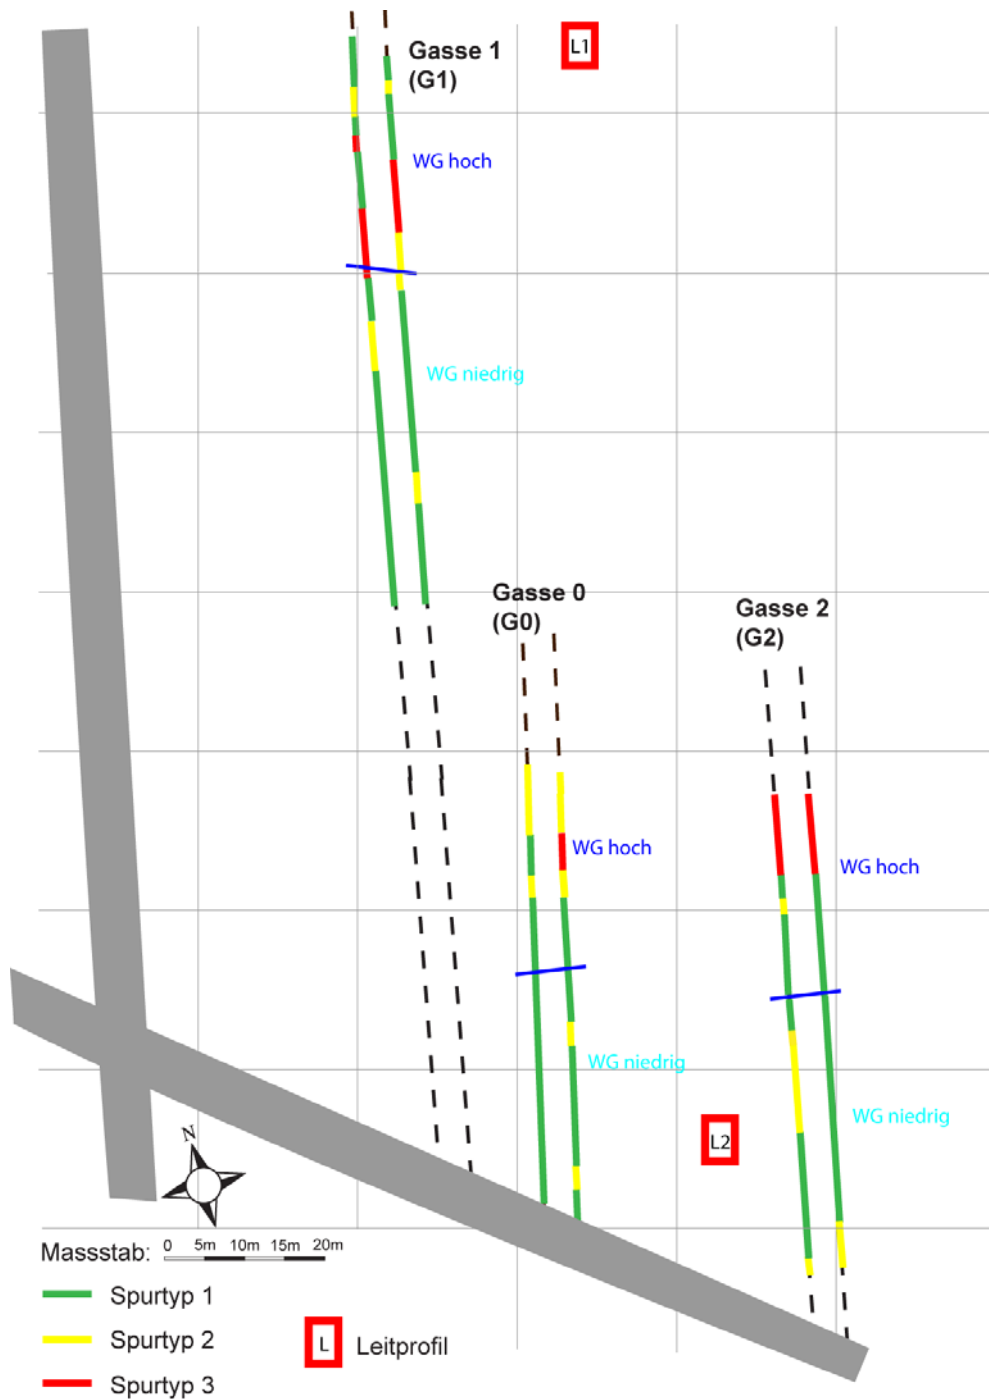 Gasse 1
(G1)
L1
WG hoch
WG niedrig
Gasse 0
(G0)
Gasse 2
(G2)
WG hoch
WG hoch
WG niedrig
WG niedrig
L2
N
Massstab: 0 5m 10m 15m 20m
Spurtyp 1
Spurtyp 2
L Leitprofil
Spurtyp 3